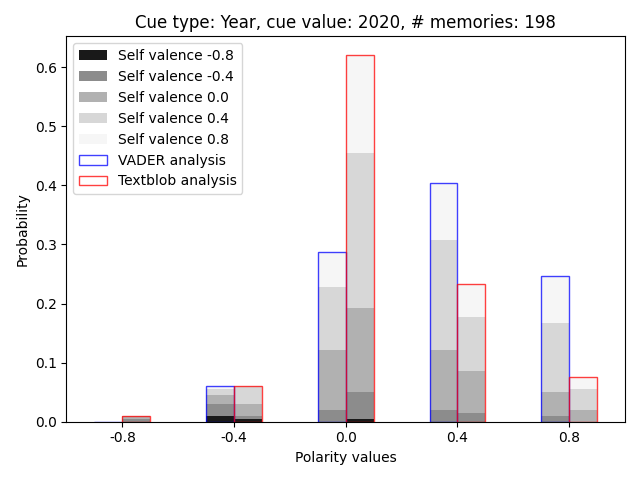 Cue type: Year, cue value: 2020, # memories: 198
Self valence -0.8
Self valence -0.4
Self valence 0.0
Self valence 0.4
Self valence 0.8
VADER analysis
Textblob analysis
Probability
0.6
0.5
0.4
0.3
0.2
0.1
0.0
-0.8 -0.4 0.0 0.4 0.8
Polarity values